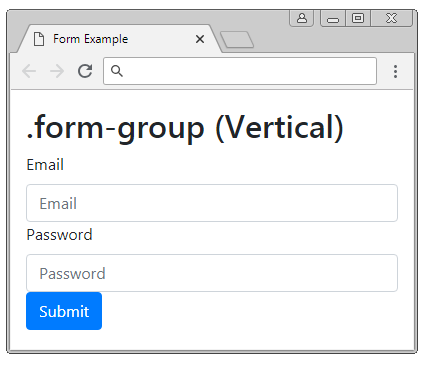 Form Example
.form-group (Vertical)
Email
Email
Password
Password
Submit